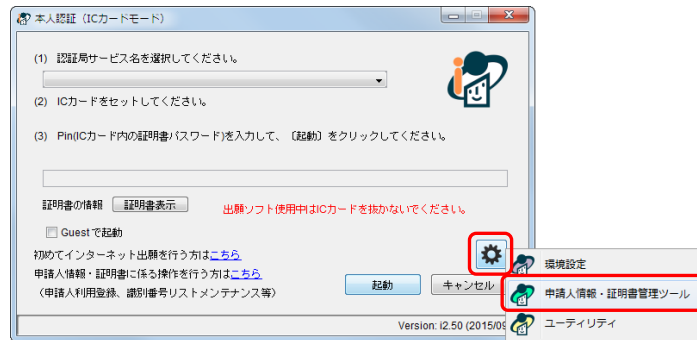 本人認証（ICカードモード）
(1) 認証局サービス名を選択してください。
(2) ICカードをセットしてください。
(3) Pin(ICカード内の証明書パスワード)を入力して、〔起動〕をクリックしてください。
証明書の情報 証明書表示 出願ソフト使用中はICカードを抜かないでください。
Guestで起動
初めてインターネット出願を行う方はこちら
申請人情報・証明書に係る操作を行う方はこちら
（申請人利用登録、識別番号リストメンテナンス等）
起動 キャンセル
環境設定
申請人情報・証明書管理ツール
ユーティリティ
Version: i2.50 (2015/09